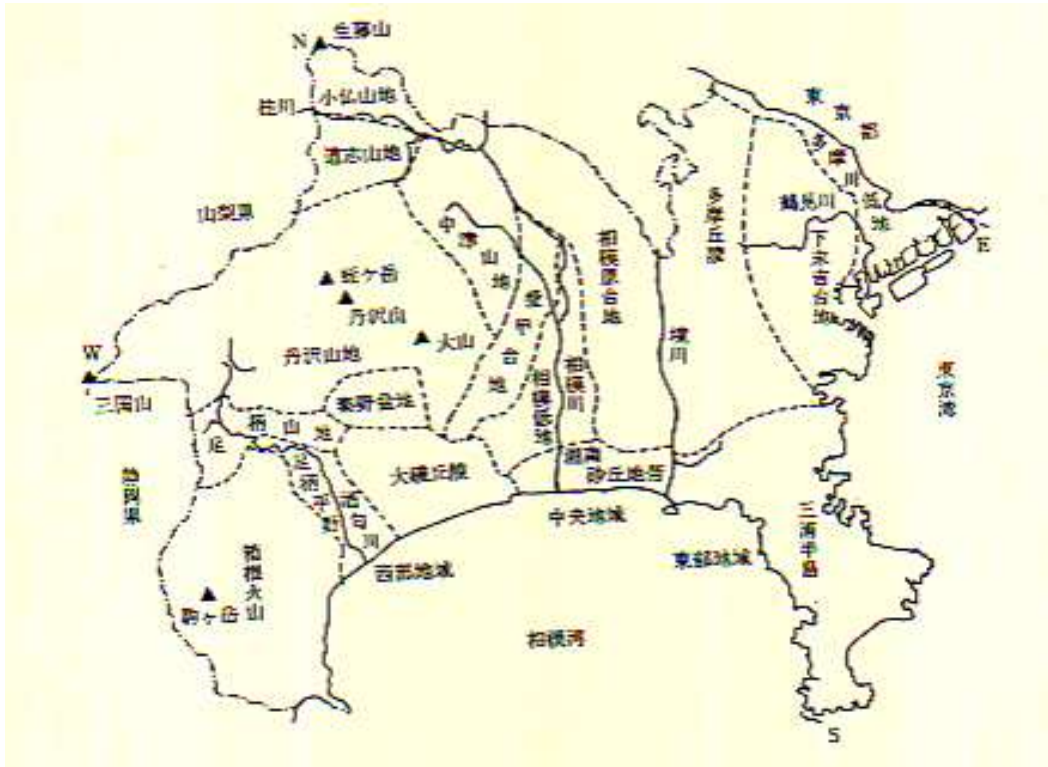 N
生藤山
小仏山地
桂川
道志山地
東京都
多摩川低地
鶴見川
多摩丘陵
下末吉台地
E
山梨県
中津山地
相模原台地
愛甲台地
蛭ケ岳
丹沢山
大山
丹沢山地
境川
W
三国山
秦野盆地
相模川
相模低地
東京湾
足柄山地
湘南
砂丘地帯
大磯丘陵
足柄平野
酒匂川
静岡県
中央地域
三浦半島
箱根火山
西部地域
東部地域
駒ヶ岳
相模湾
S